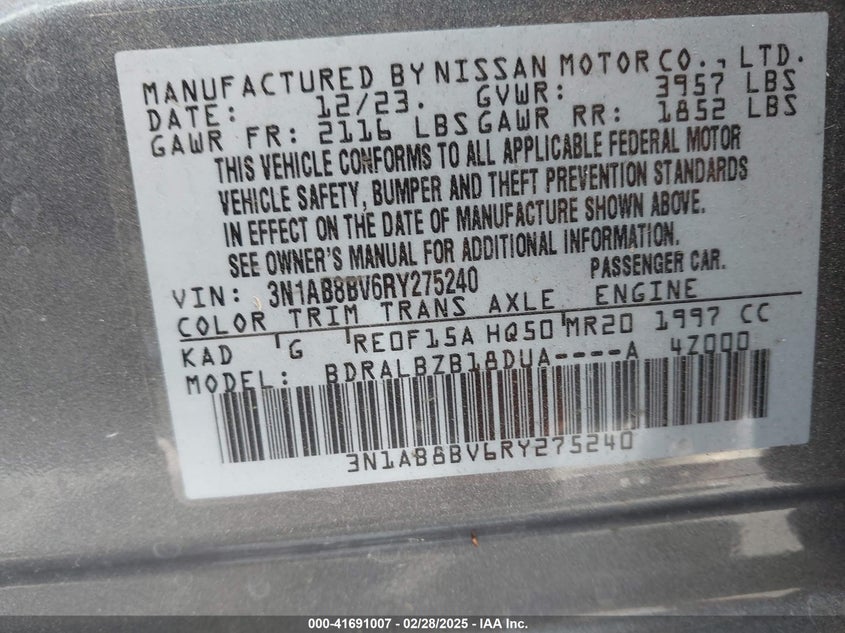 MANUFACTURED BY NISSAN MOTOR CO., LTD.
DATE: 12/23. GVWR: 3957 LBS
GAWR FR: 2116 LBS GAWR RR: 1852 LBS
THIS VEHICLE CONFORMS TO ALL APPLICABLE FEDERAL MOTOR
VEHICLE SAFETY, BUMPER AND THEFT PREVENTION STANDARDS
IN EFFECT ON THE DATE OF MANUFACTURE SHOWN ABOVE.
SEE OWNER'S MANUAL FOR ADDITIONAL INFORMATION.
VIN: 3N1AB8BV6RY275240 PASSENGER CAR.
COLOR TRIM TRANS AXLE ENGINE
KAD 'G 'RE0F15A HQ50 'MR20 1997 CC
MODEL: BDRALBZB18DUA----A 4Z000
3N1AB8BV6RY275240
000-41691007 - 02/28/2025 - IAA Inc.